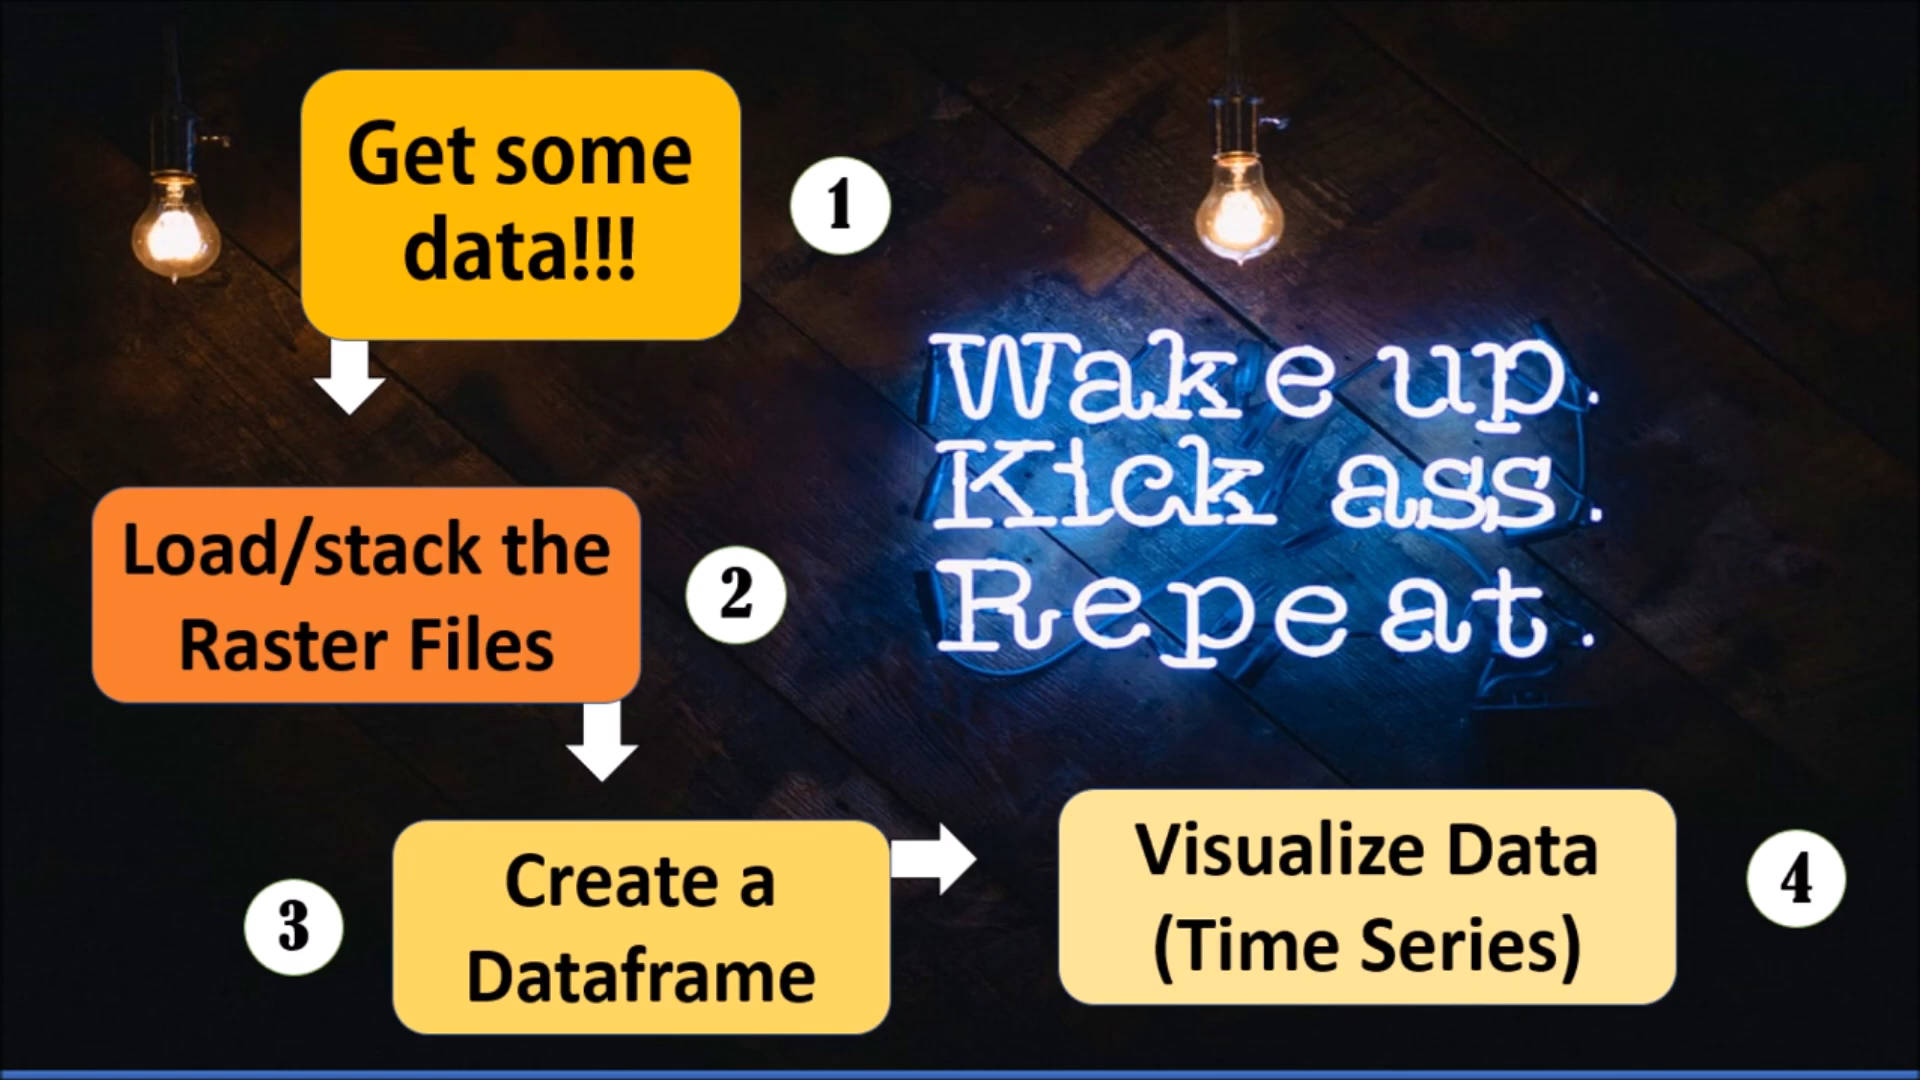 Get some
data!!!
1
Wake up.
Kick ass.
Repeat.
Load/stack the
Raster Files
2
3
Create a
Dataframe
Visualize Data
(Time Series)
4